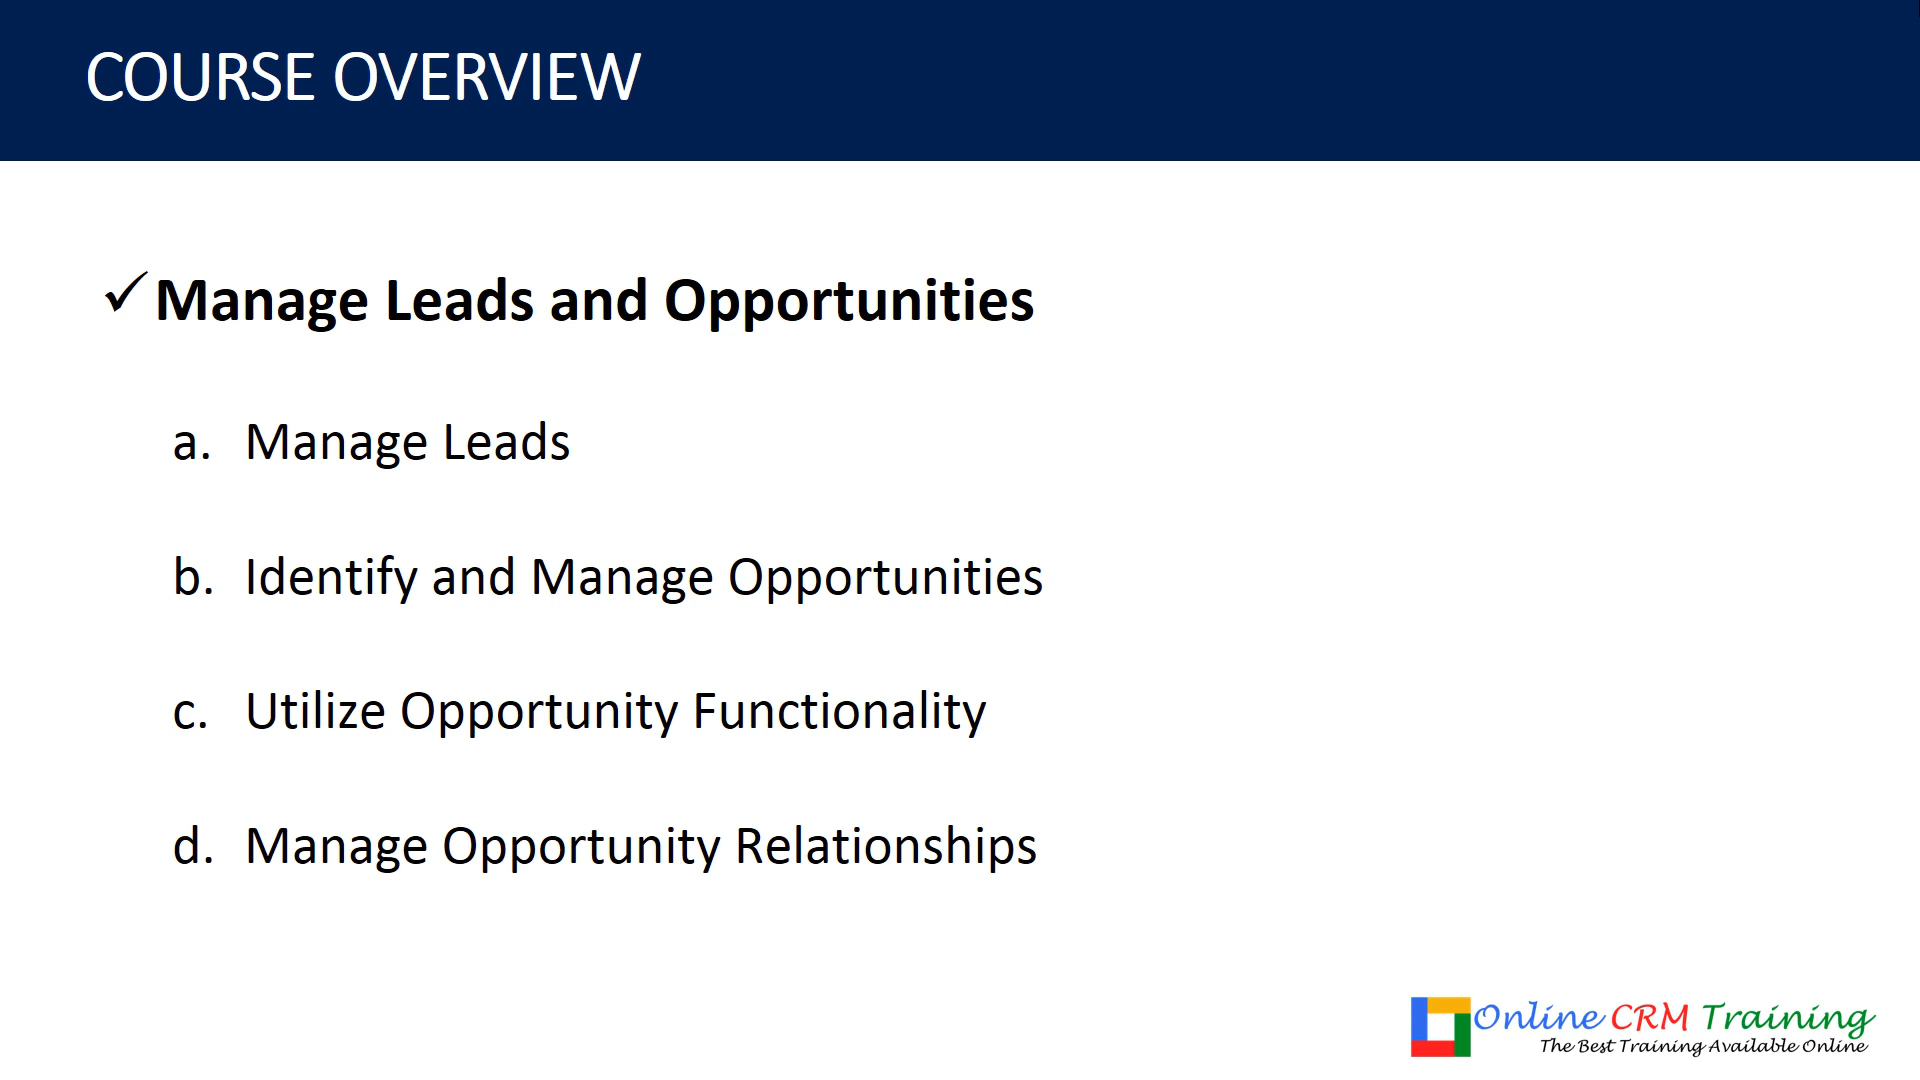 COURSE OVERVIEW
✓ Manage Leads and Opportunities
a. Manage Leads
b. Identify and Manage Opportunities
c. Utilize Opportunity Functionality
d. Manage Opportunity Relationships
Online CRM Training
The Best Training Available Online